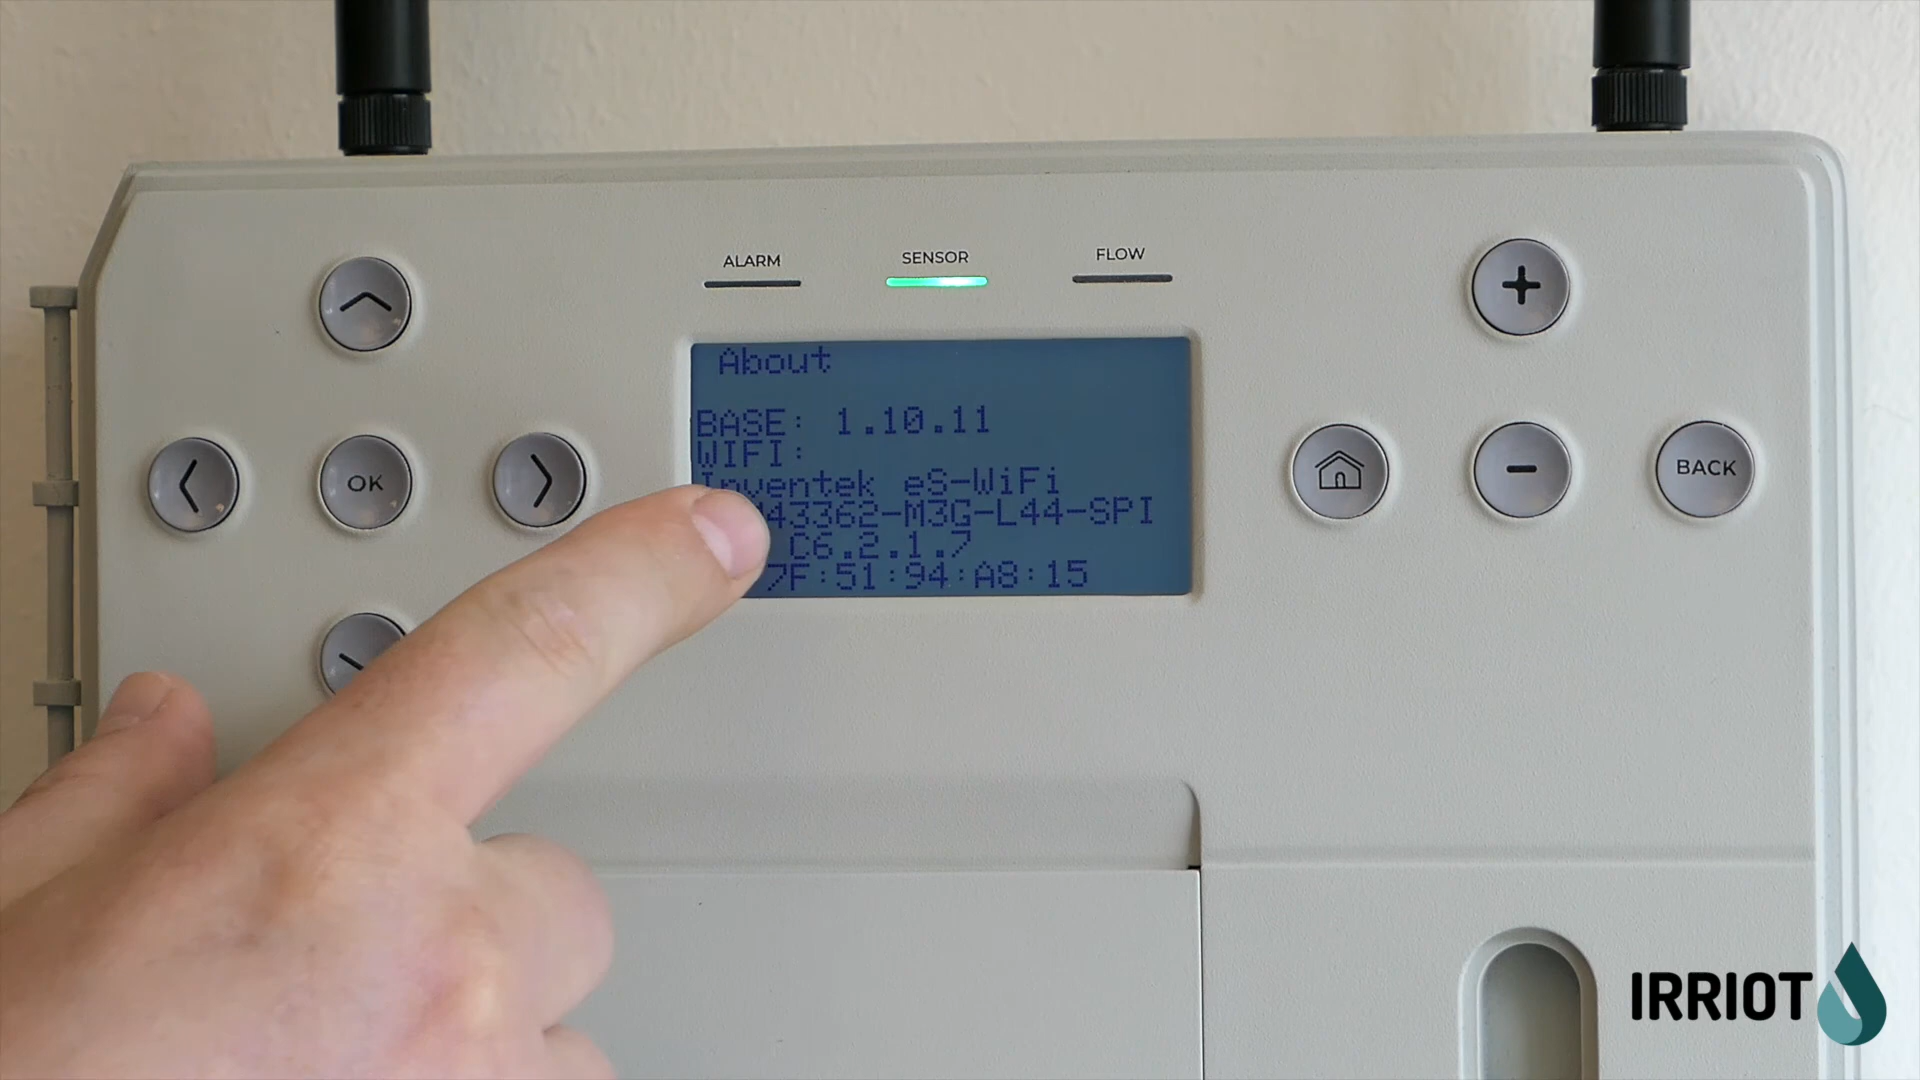 ALARM
SENSOR
FLOW
About
BASE: 1.10.11
WIFI:
Inventek eS-WiFi
43362-M3G-L44-SPI
C6.2.1.7
7F:51:94:A8:15
OK
BACK
IRRIOT